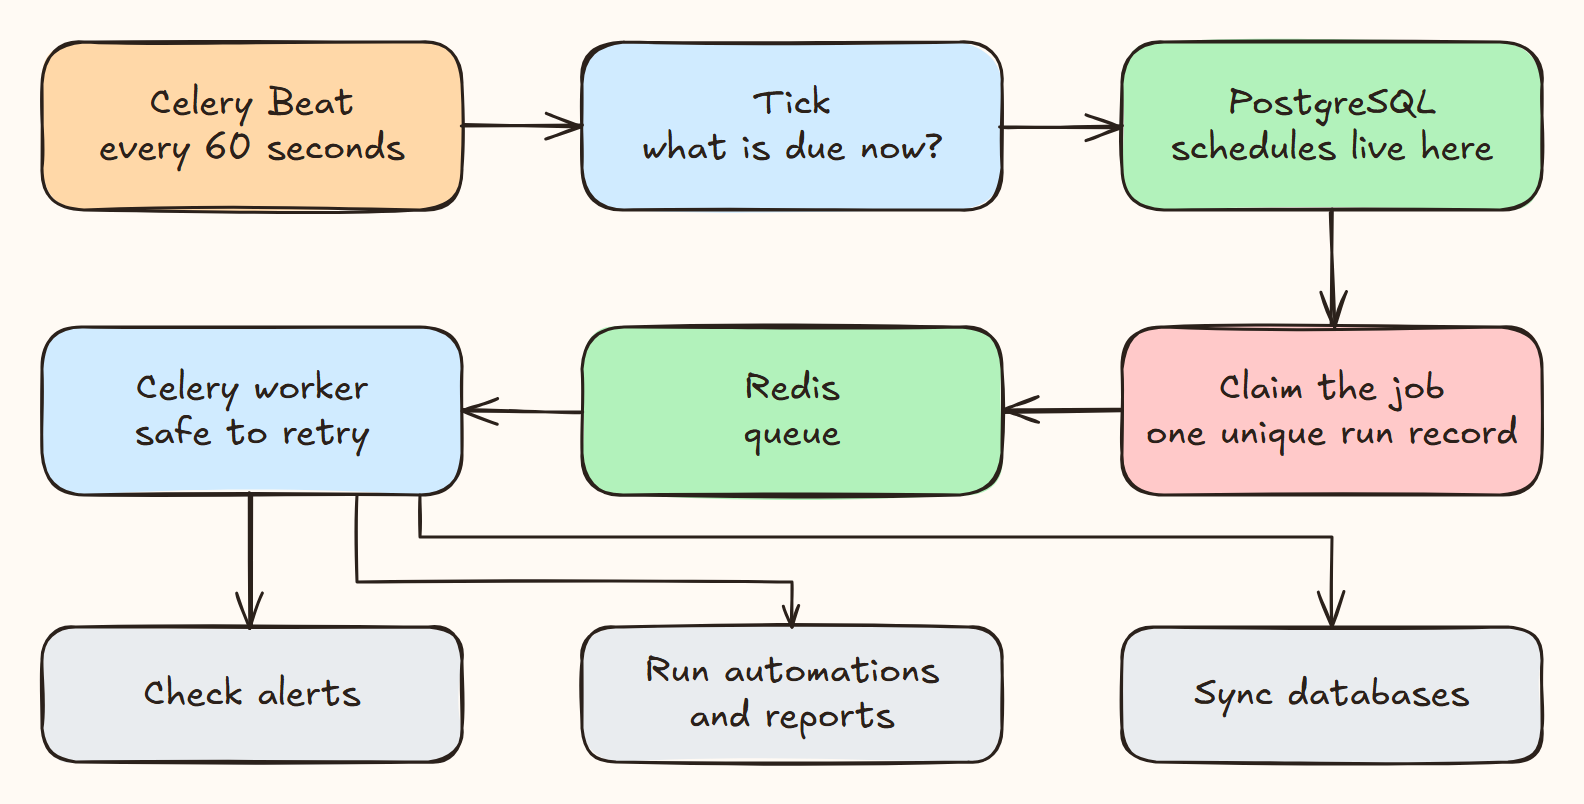 Celery Beat
every 60 seconds
Tick
what is due now?
PostgreSQL
schedules live here
Claim the job
one unique run record
Redis
queue
Celery worker
safe to retry
Check alerts
Run automations
and reports
Sync databases